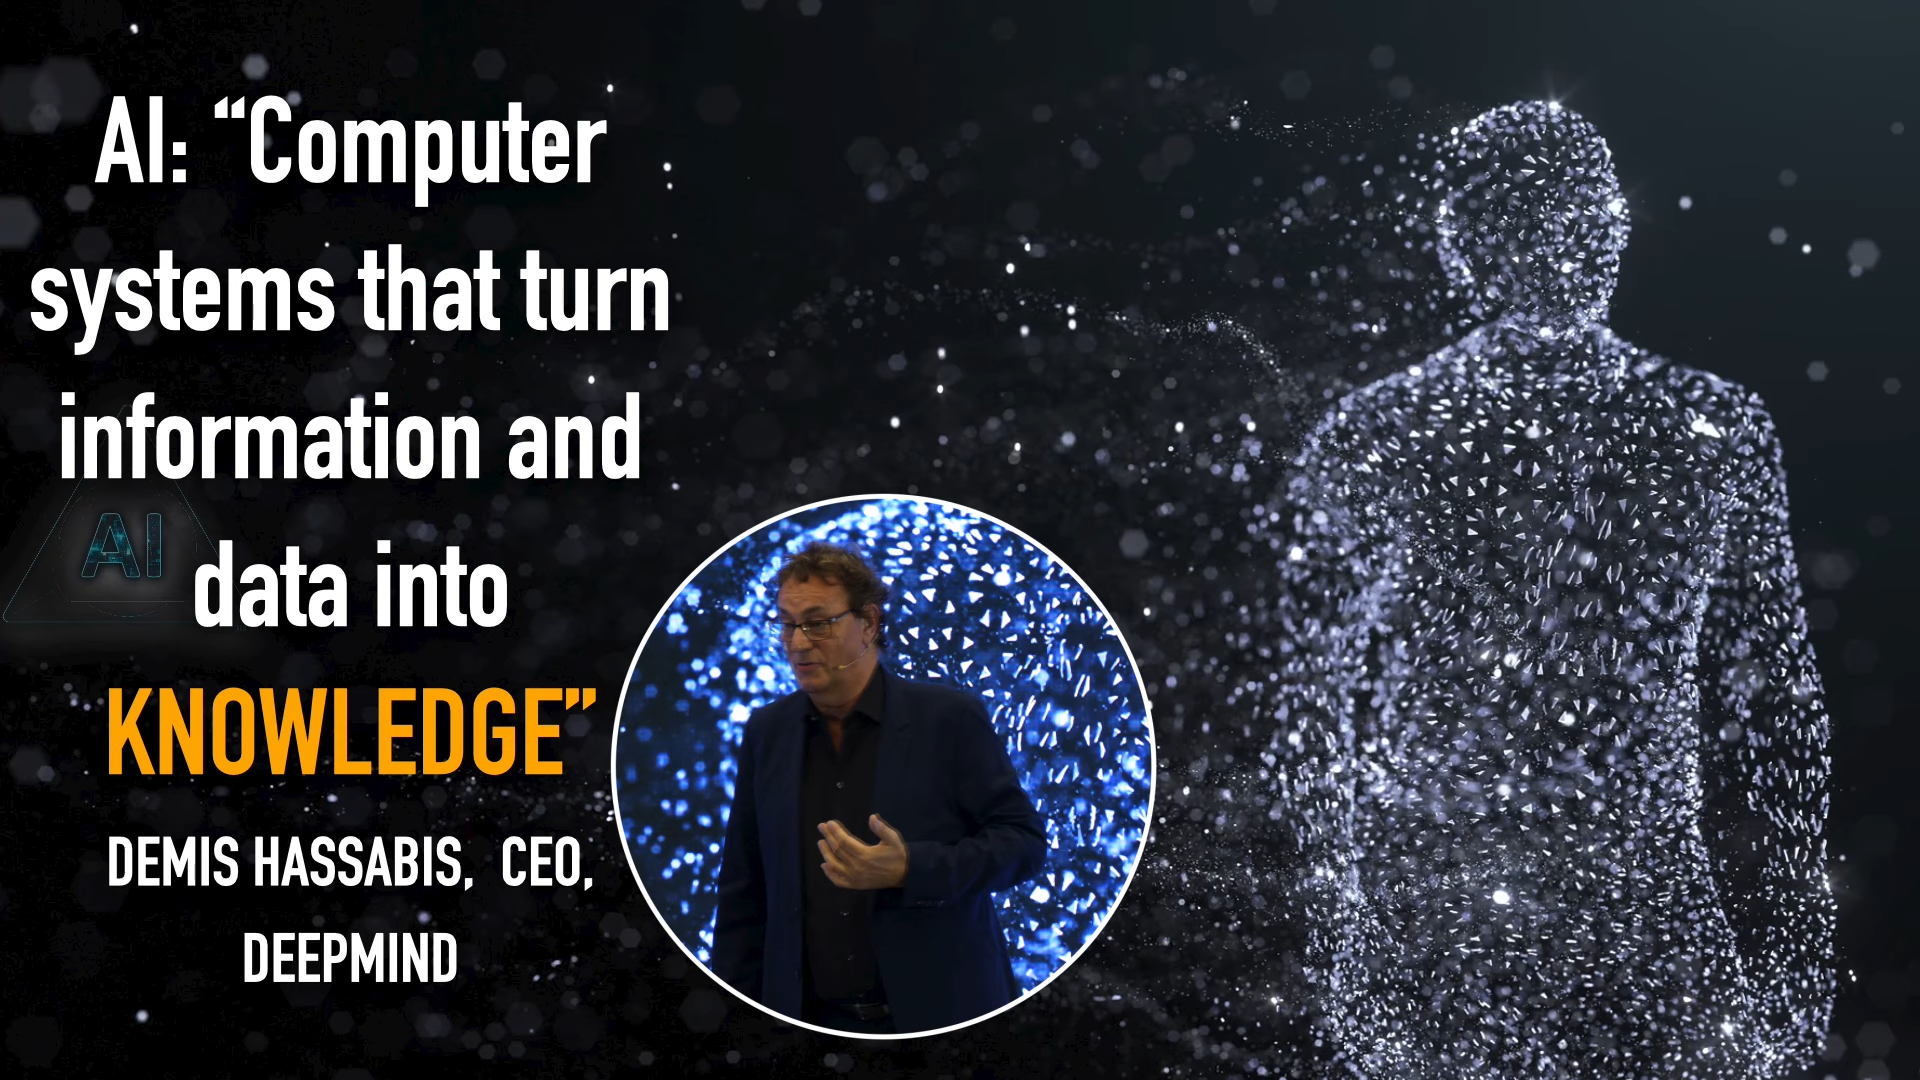 AI: “Computer
systems that turn
information and
AI
data into
KNOWLEDGE”
DEMIS HASSABIS, CEO,
DEEPMIND